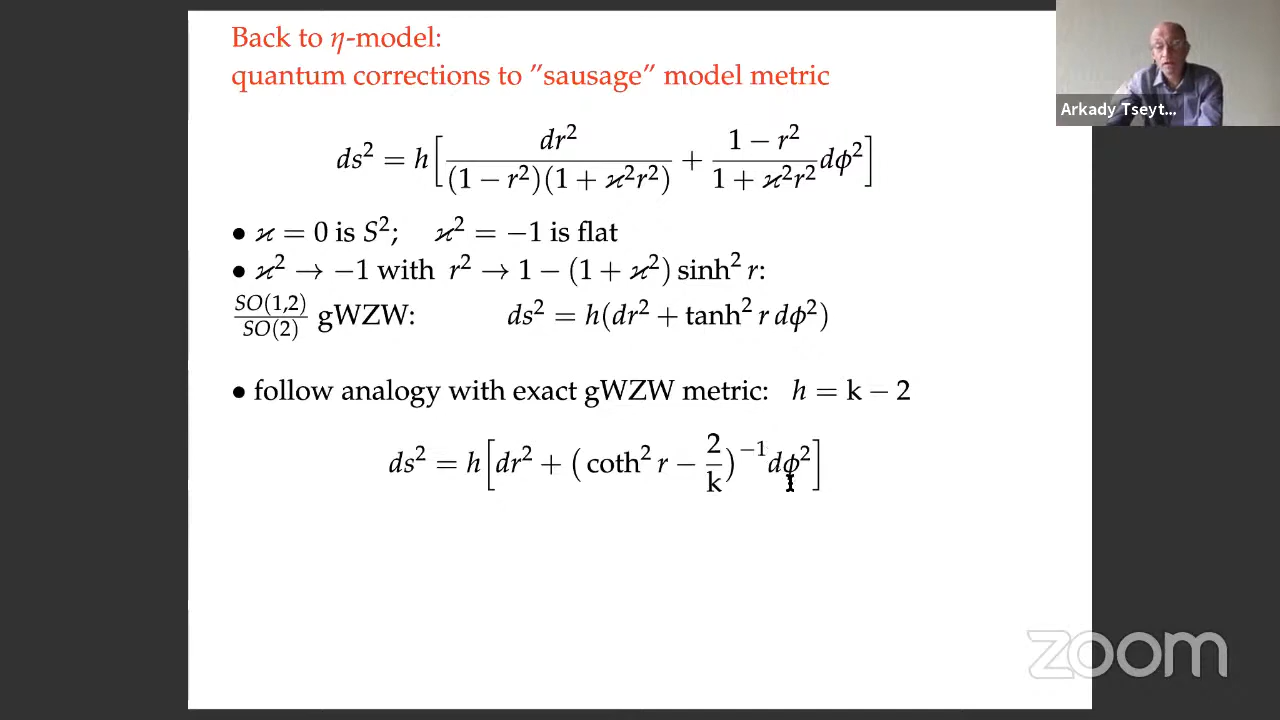 Back to η-model:
quantum corrections to ”sausage” model metric
ds² = h[ dr² / ((1 − r²)(1 + ϰ²r²)) + (1 − r²) / (1 + ϰ²r²) dϕ² ]
• ϰ = 0 is S²; ϰ² = −1 is flat
• ϰ² → −1 with r² → 1 − (1 + ϰ²) sinh² r:
SO(1,2)/SO(2) gWZW: ds² = h(dr² + tanh² r dϕ²)
• follow analogy with exact gWZW metric: h = k − 2
ds² = h[ dr² + ( coth² r − 2/k )⁻¹ dϕ² ]
Arkady Tseyt...
zoom